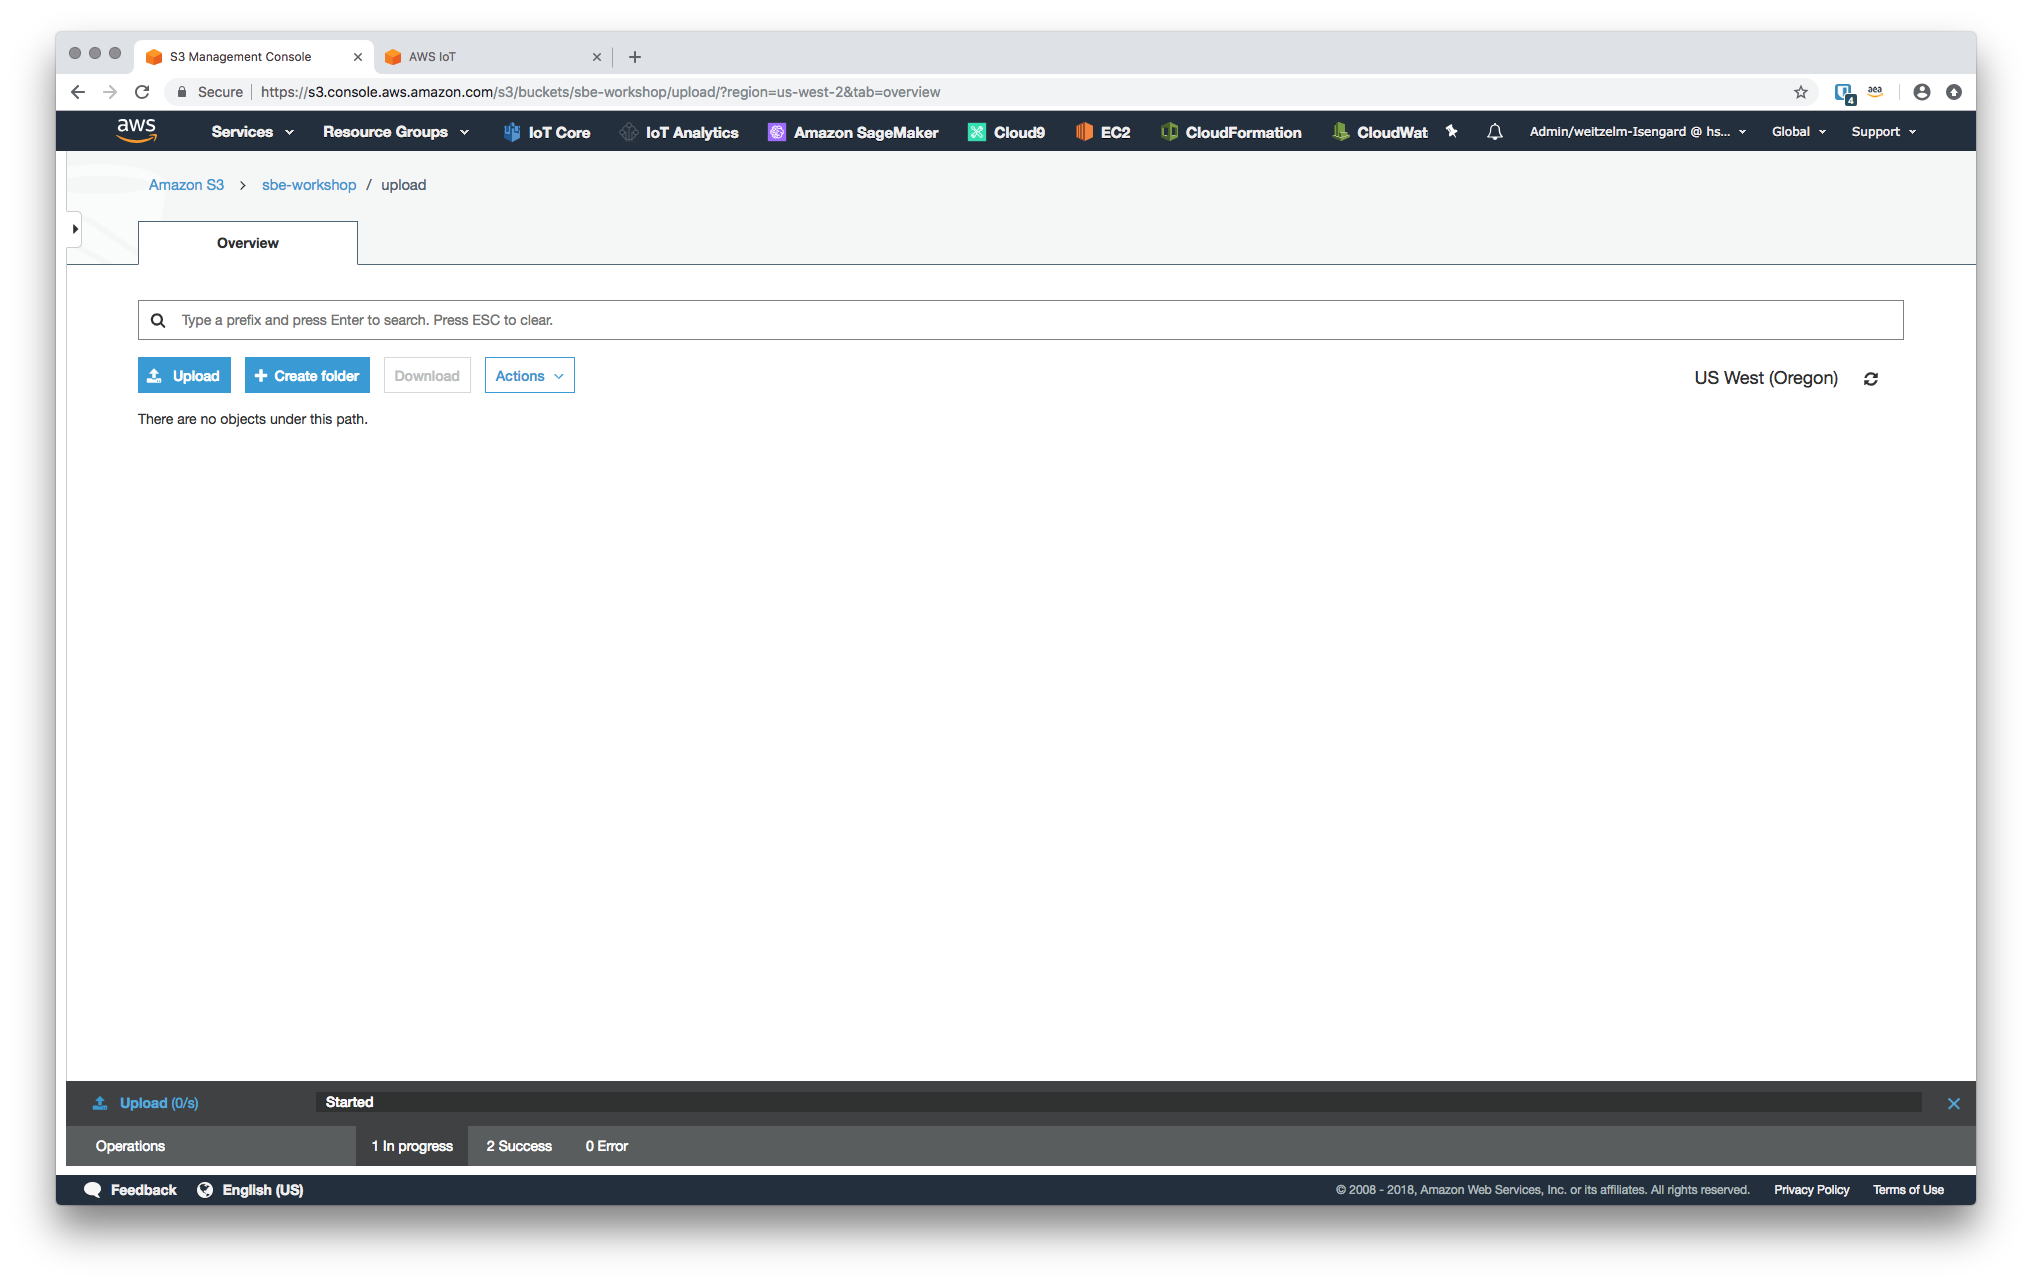 S3 Management Console
AWS IoT
Secure https://s3.console.aws.amazon.com/s3/buckets/sbe-workshop/upload/?region=us-west-2&tab=overview
4
aea
aws Services Resource Groups IoT Core IoT Analytics Amazon SageMaker Cloud9 EC2 CloudFormation CloudWat Admin/weitzelm-Isengard @ hs... Global Support
Amazon S3 > sbe-workshop / upload
Overview
Type a prefix and press Enter to search. Press ESC to clear.
Upload + Create folder Download Actions US West (Oregon)
There are no objects under this path.
Upload (0/s) Started
Operations 1 In progress 2 Success 0 Error
Feedback English (US) © 2008 - 2018, Amazon Web Services, Inc. or its affiliates. All rights reserved. Privacy Policy Terms of Use